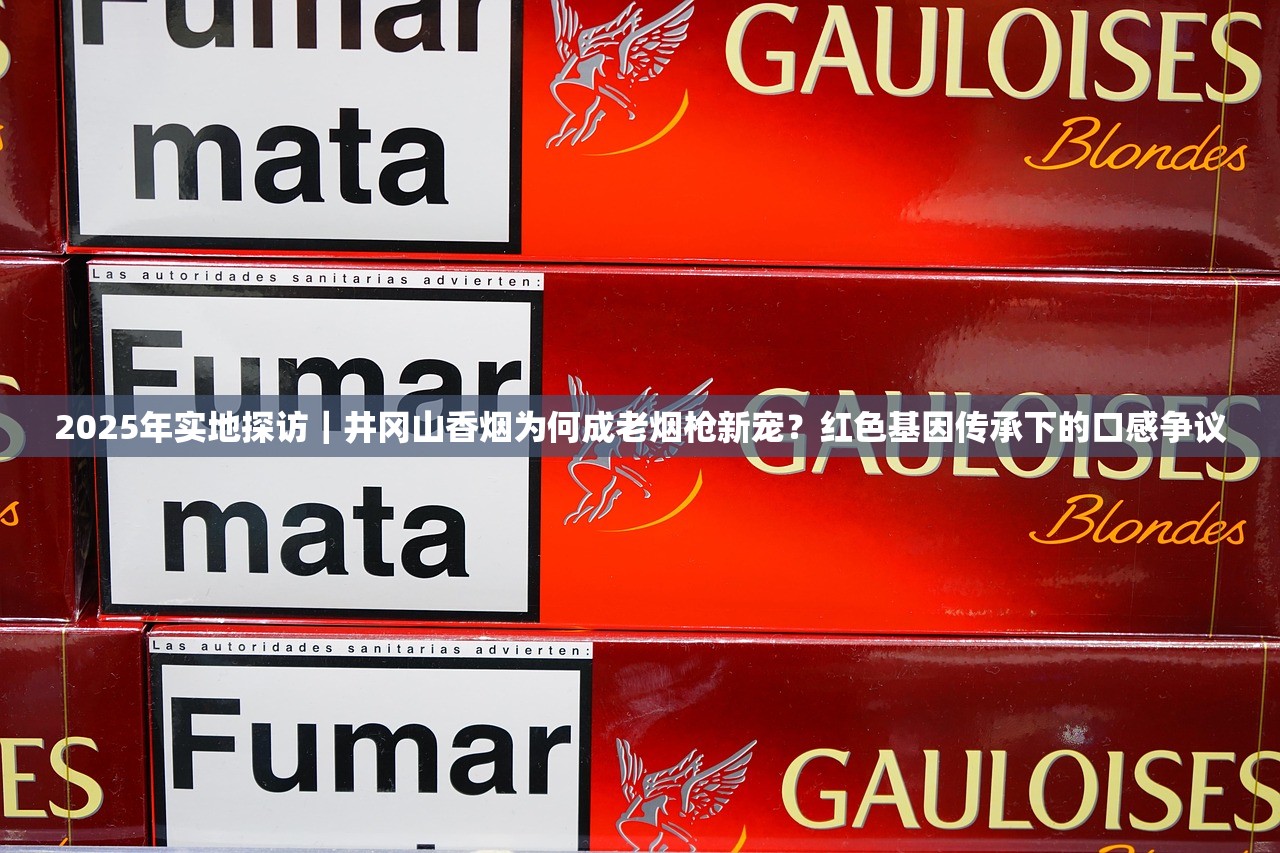 Fumar
mata
GAULOISES
Blondes
Las autoridades sanitarias advierten:
Fumar
mata
GAULOISES
Blondes
2025年实地探访｜井冈山香烟为何成老烟枪新宠？红色基因传承下的口感争议
Las autoridades sanitarias advierten:
Fumar
ES
GAULOISES